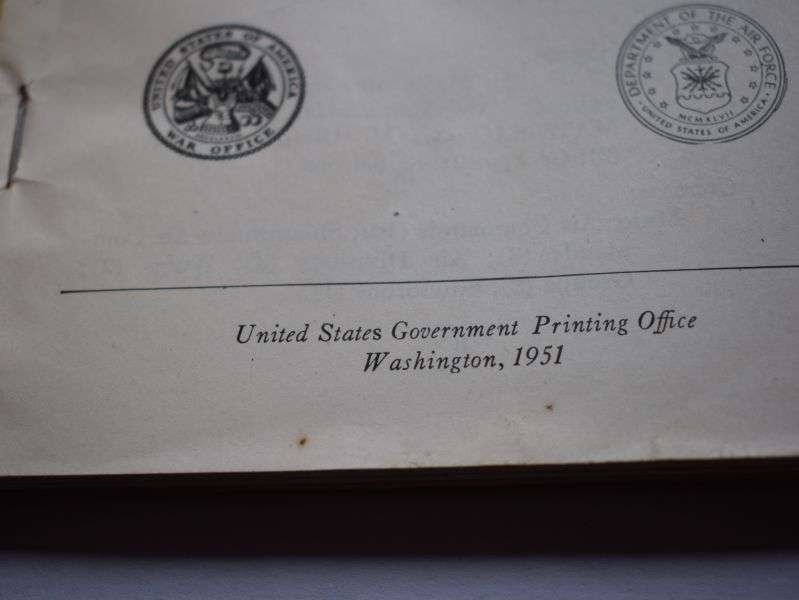 UNITED STATES OF AMERICA
WAR OFFICE
DEPARTMENT OF THE AIR FORCE
MCMXLVII
UNITED STATES OF AMERICA
United States Government Printing Office
Washington, 1951